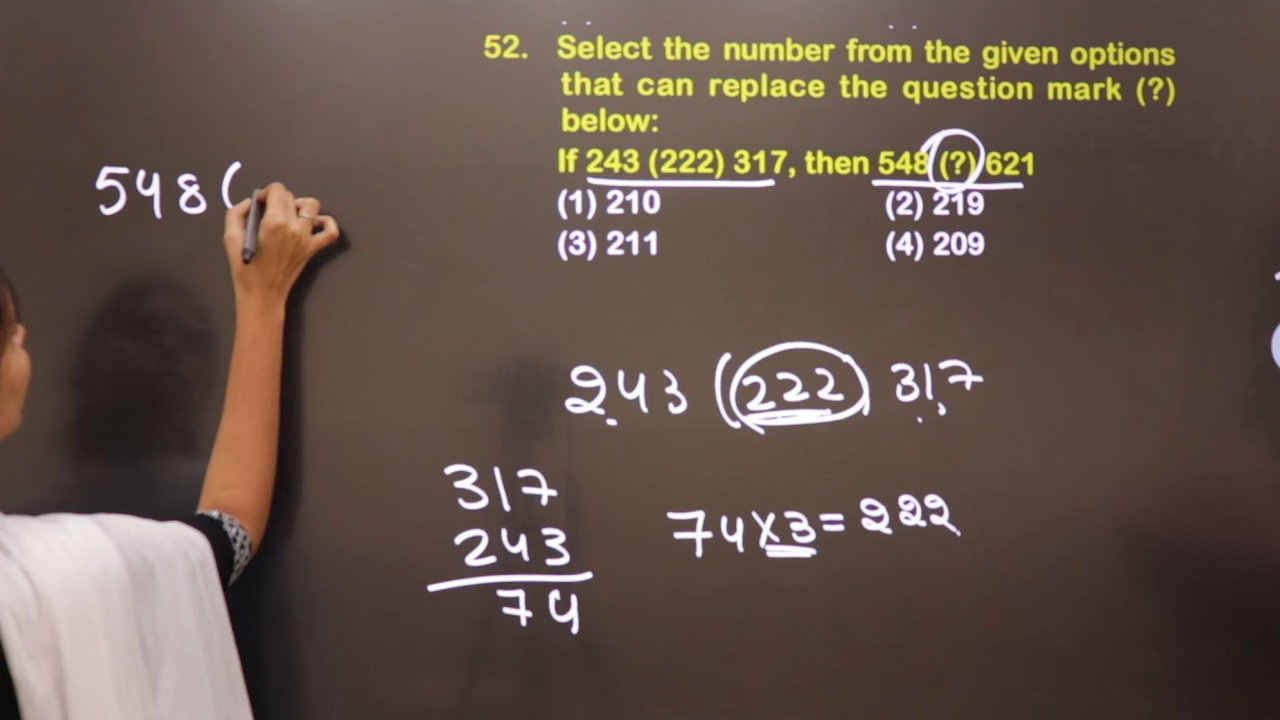 52. Select the number from the given options
that can replace the question mark (?)
below:
If 243 (222) 317, then 548 (?) 621
(1) 210 (2) 219
(3) 211 (4) 209
548 (
243 (222) 317
317
243
74
74 x 3 = 222